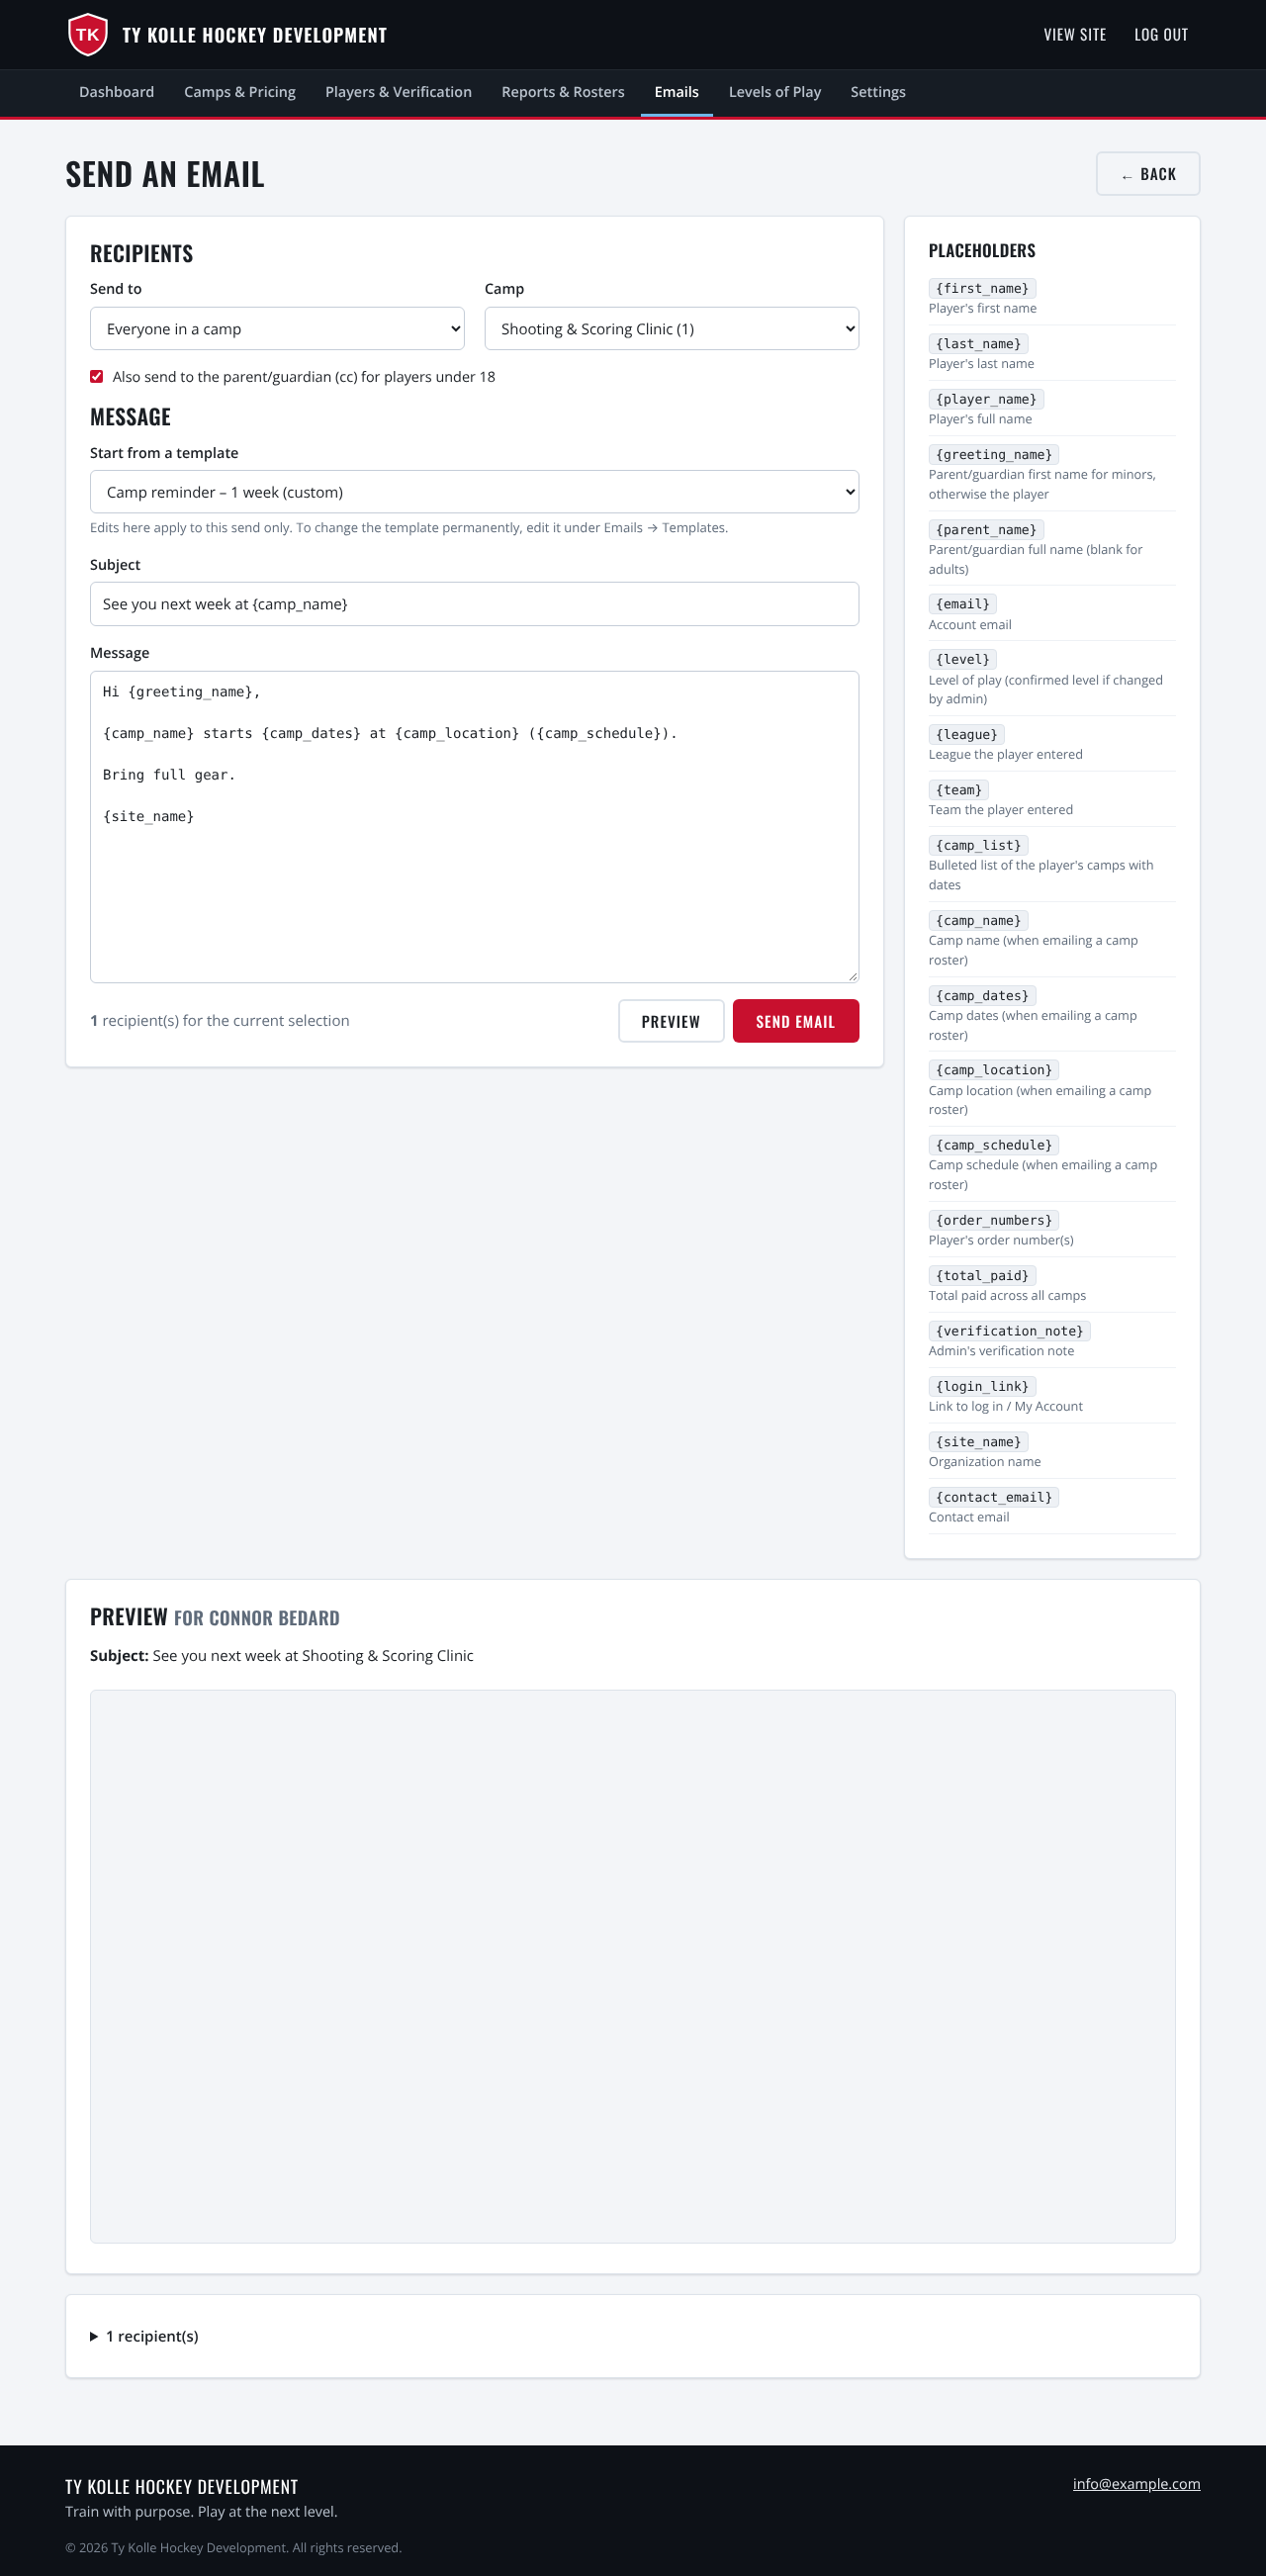 TK
TY KOLLE HOCKEY DEVELOPMENT
VIEW SITE
LOG OUT
Dashboard
Camps & Pricing
Players & Verification
Reports & Rosters
Emails
Levels of Play
Settings
SEND AN EMAIL
← BACK
RECIPIENTS
Send to
Camp
Everyone in a camp
Shooting & Scoring Clinic (1)
Also send to the parent/guardian (cc) for players under 18
MESSAGE
Start from a template
Camp reminder – 1 week (custom)
Edits here apply to this send only. To change the template permanently, edit it under Emails → Templates.
Subject
See you next week at {camp_name}
Message
Hi {greeting_name},
{camp_name} starts {camp_dates} at {camp_location} ({camp_schedule}).
Bring full gear.
{site_name}
1 recipient(s) for the current selection
PREVIEW
SEND EMAIL
PLACEHOLDERS
{first_name}
Player's first name
{last_name}
Player's last name
{player_name}
Player's full name
{greeting_name}
Parent/guardian first name for minors,
otherwise the player
{parent_name}
Parent/guardian full name (blank for
adults)
{email}
Account email
{level}
Level of play (confirmed level if changed
by admin)
{league}
League the player entered
{team}
Team the player entered
{camp_list}
Bulleted list of the player's camps with
dates
{camp_name}
Camp name (when emailing a camp
roster)
{camp_dates}
Camp dates (when emailing a camp
roster)
{camp_location}
Camp location (when emailing a camp
roster)
{camp_schedule}
Camp schedule (when emailing a camp
roster)
{order_numbers}
Player's order number(s)
{total_paid}
Total paid across all camps
{verification_note}
Admin's verification note
{login_link}
Link to log in / My Account
{site_name}
Organization name
{contact_email}
Contact email
PREVIEW FOR CONNOR BEDARD
Subject: See you next week at Shooting & Scoring Clinic
1 recipient(s)
TY KOLLE HOCKEY DEVELOPMENT
Train with purpose. Play at the next level.
© 2026 Ty Kolle Hockey Development. All rights reserved.
info@example.com